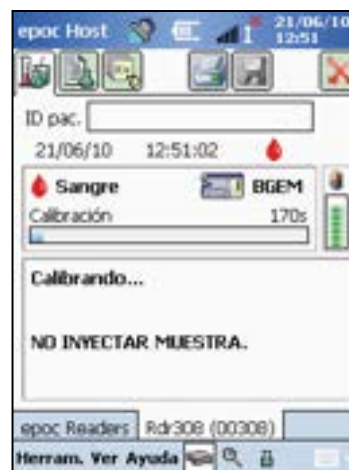 epoc Host 21/06/10
12:51
ID pac.
21/06/10 12:51:02
Sangre BGEM
Calibración 170s
Calibrando...
NO INYECTAR MUESTRA.
epoc Readers Rdr308 (00308)
Herram. Ver Ayuda